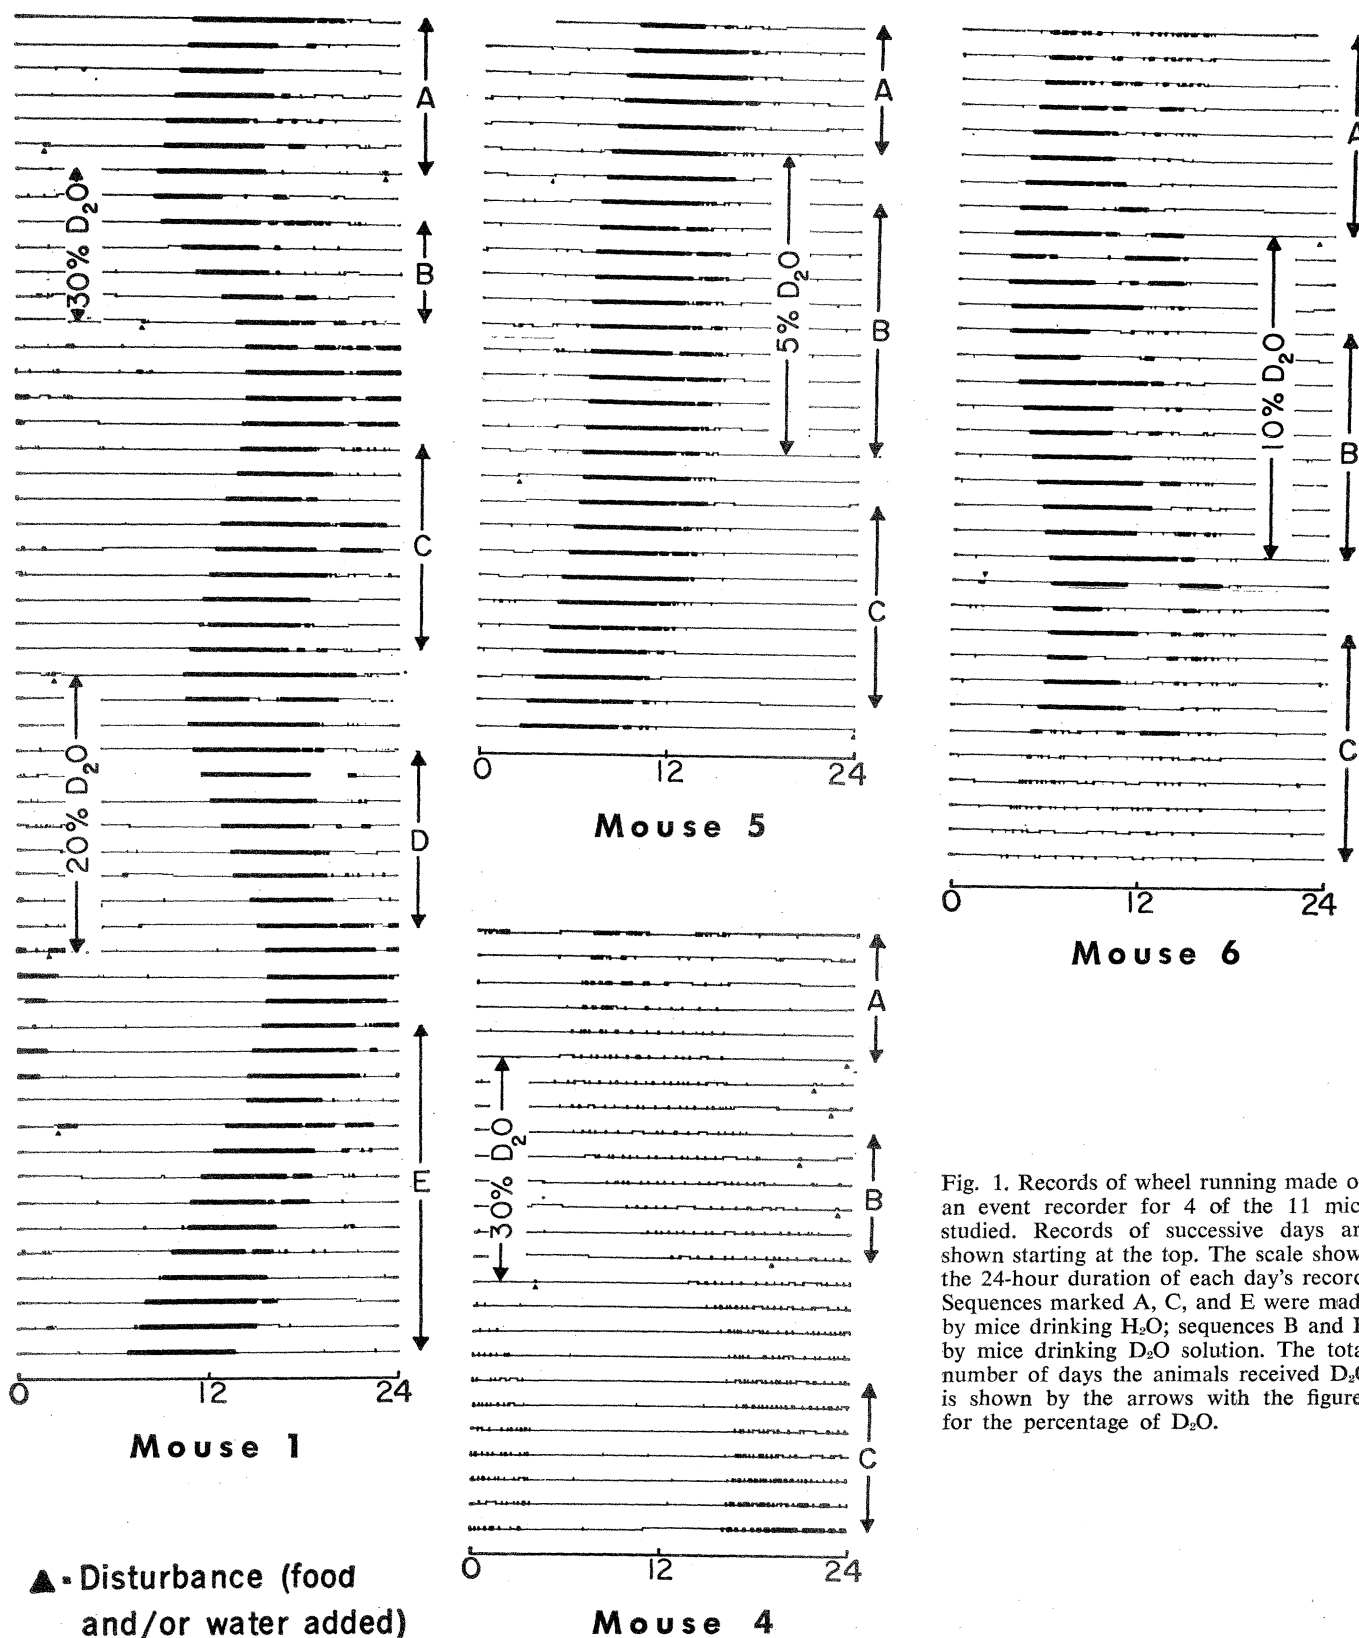 A
30% D₂O
B
C
20% D₂O
D
E
0 12 24
Mouse 1
▲ - Disturbance (food
and/or water added)
A
5% D₂O
B
C
0 12 24
Mouse 5
A
30% D₂O
B
C
0 12 24
Mouse 4
A
10% D₂O
B
C
0 12 24
Mouse 6
Fig. 1. Records of wheel running made o
an event recorder for 4 of the 11 mic
studied. Records of successive days ar
shown starting at the top. The scale show
the 24-hour duration of each day's record
Sequences marked A, C, and E were mad
by mice drinking H₂O; sequences B and
by mice drinking D₂O solution. The tota
number of days the animals received D₂
is shown by the arrows with the figure
for the percentage of D₂O.